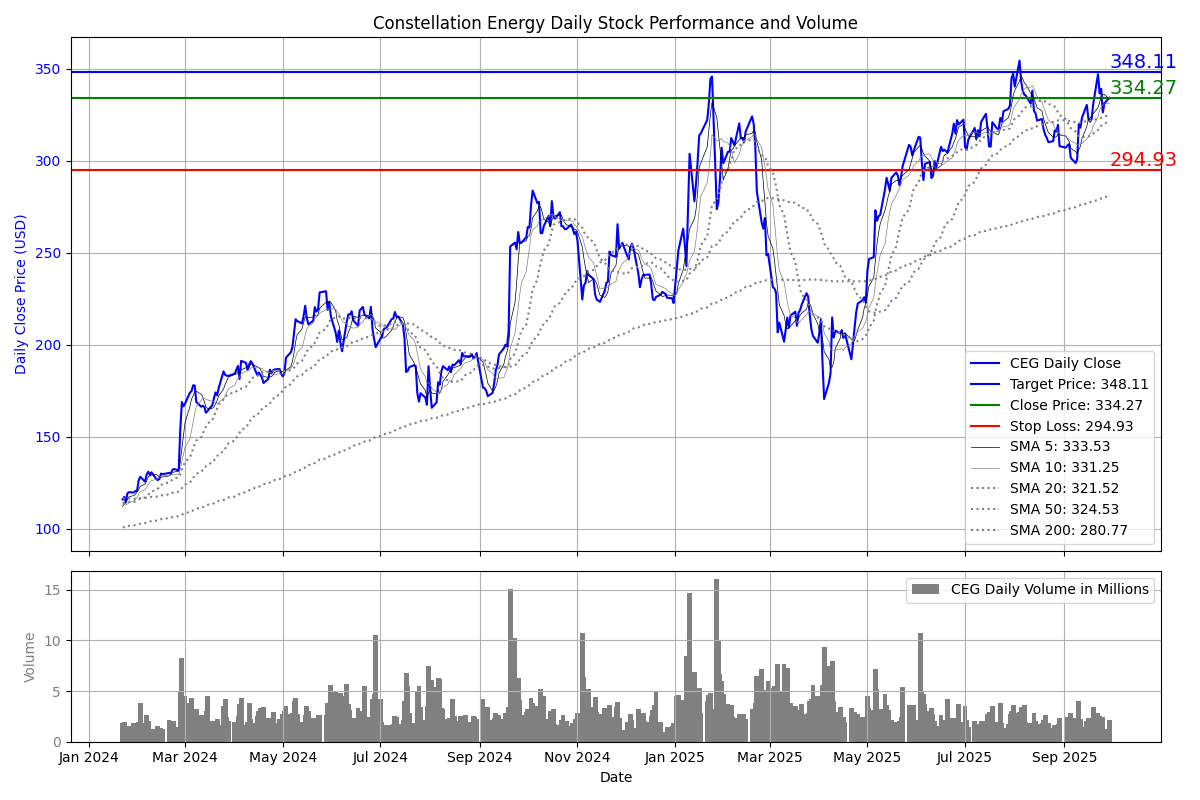 Constellation Energy Daily Stock Performance and Volume
Daily Close Price (USD)
350
300
250
200
150
100
348.11
334.27
294.93
CEG Daily Close
Target Price: 348.11
Close Price: 334.27
Stop Loss: 294.93
SMA 5: 333.53
SMA 10: 331.25
SMA 20: 321.52
SMA 50: 324.53
SMA 200: 280.77
Volume
15
10
5
0
CEG Daily Volume in Millions
Jan 2024 Mar 2024 May 2024 Jul 2024 Sep 2024 Nov 2024 Jan 2025 Mar 2025 May 2025 Jul 2025 Sep 2025
Date